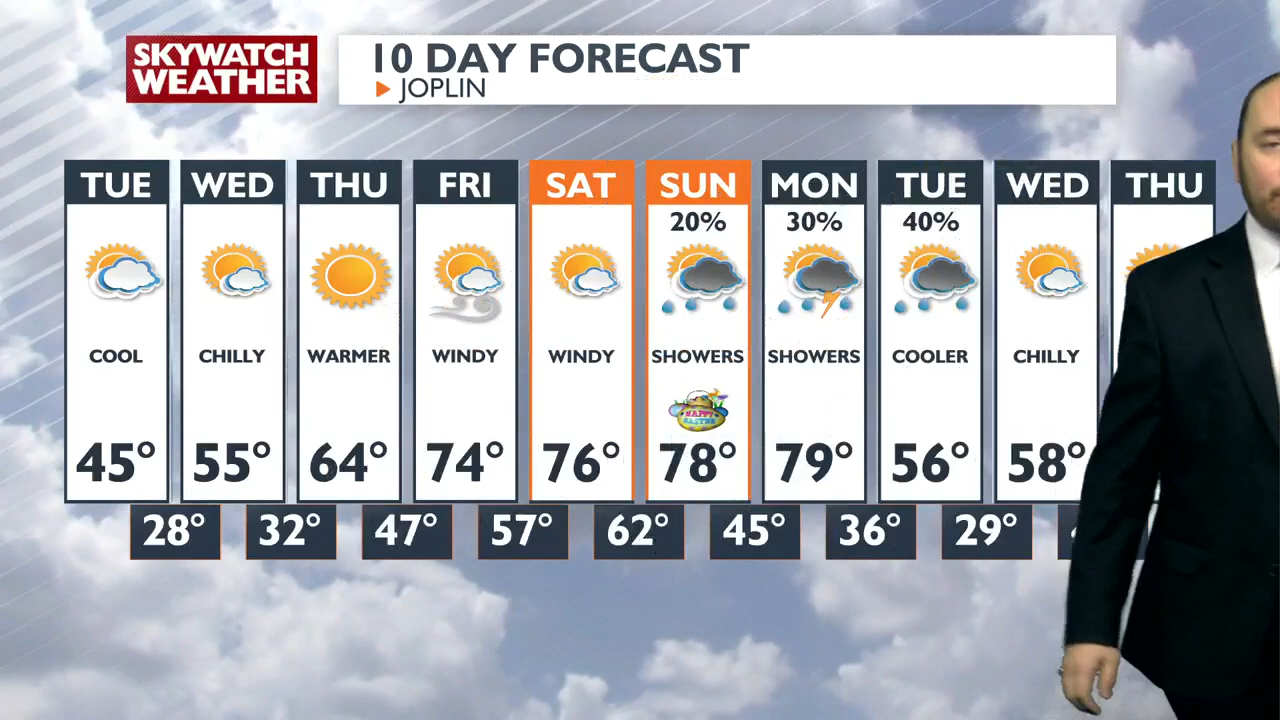 SKYWATCH
WEATHER
10 DAY FORECAST
JOPLIN
TUE WED THU FRI SAT SUN MON TUE WED THU
20% 30% 40%
COOL CHILLY WARMER WINDY WINDY SHOWERS SHOWERS COOLER CHILLY
HAPPY
EASTER
45° 55° 64° 74° 76° 78° 79° 56° 58°
28° 32° 47° 57° 62° 45° 36° 29°